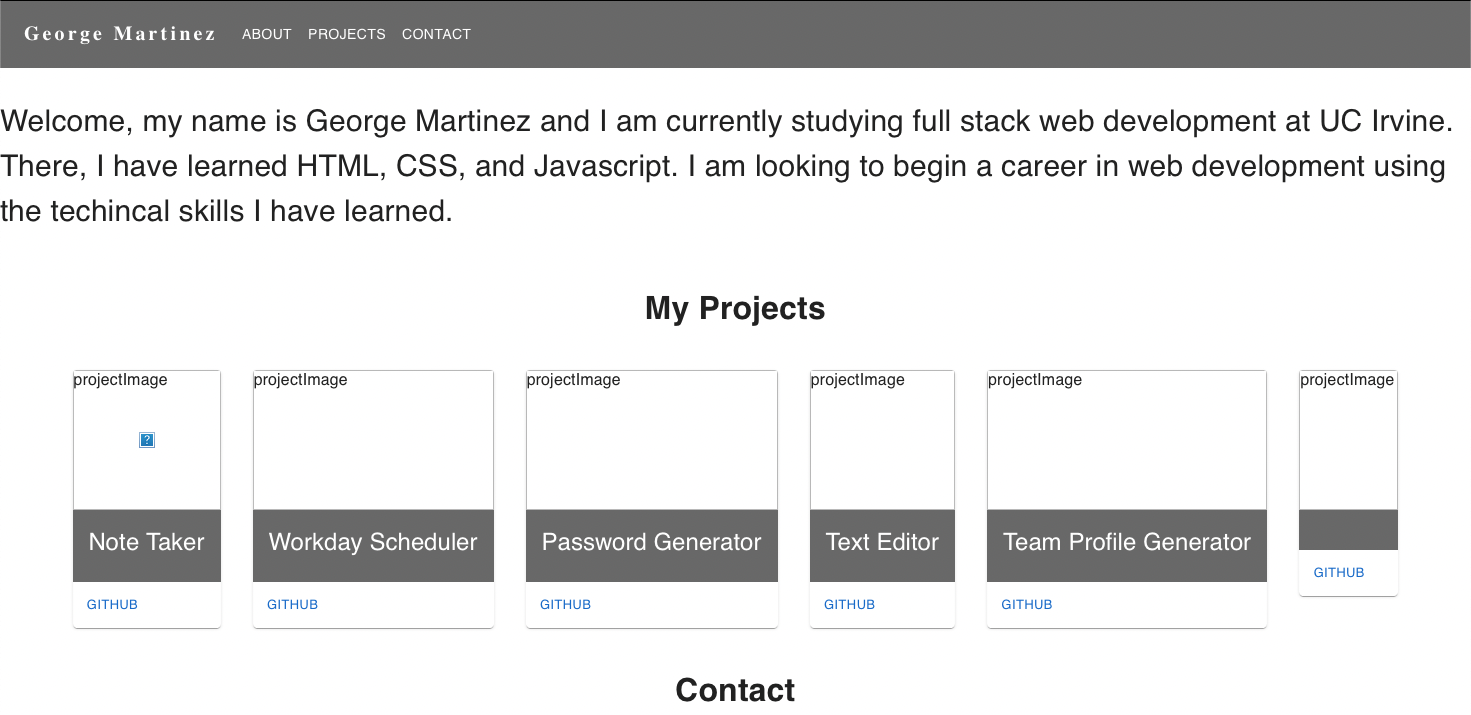 George Martinez ABOUT PROJECTS CONTACT
Welcome, my name is George Martinez and I am currently studying full stack web development at UC Irvine.
There, I have learned HTML, CSS, and Javascript. I am looking to begin a career in web development using
the techincal skills I have learned.
My Projects
projectImage projectImage projectImage projectImage projectImage projectImage
?
Note Taker Workday Scheduler Password Generator Text Editor Team Profile Generator
GITHUB
GITHUB GITHUB GITHUB GITHUB GITHUB
Contact